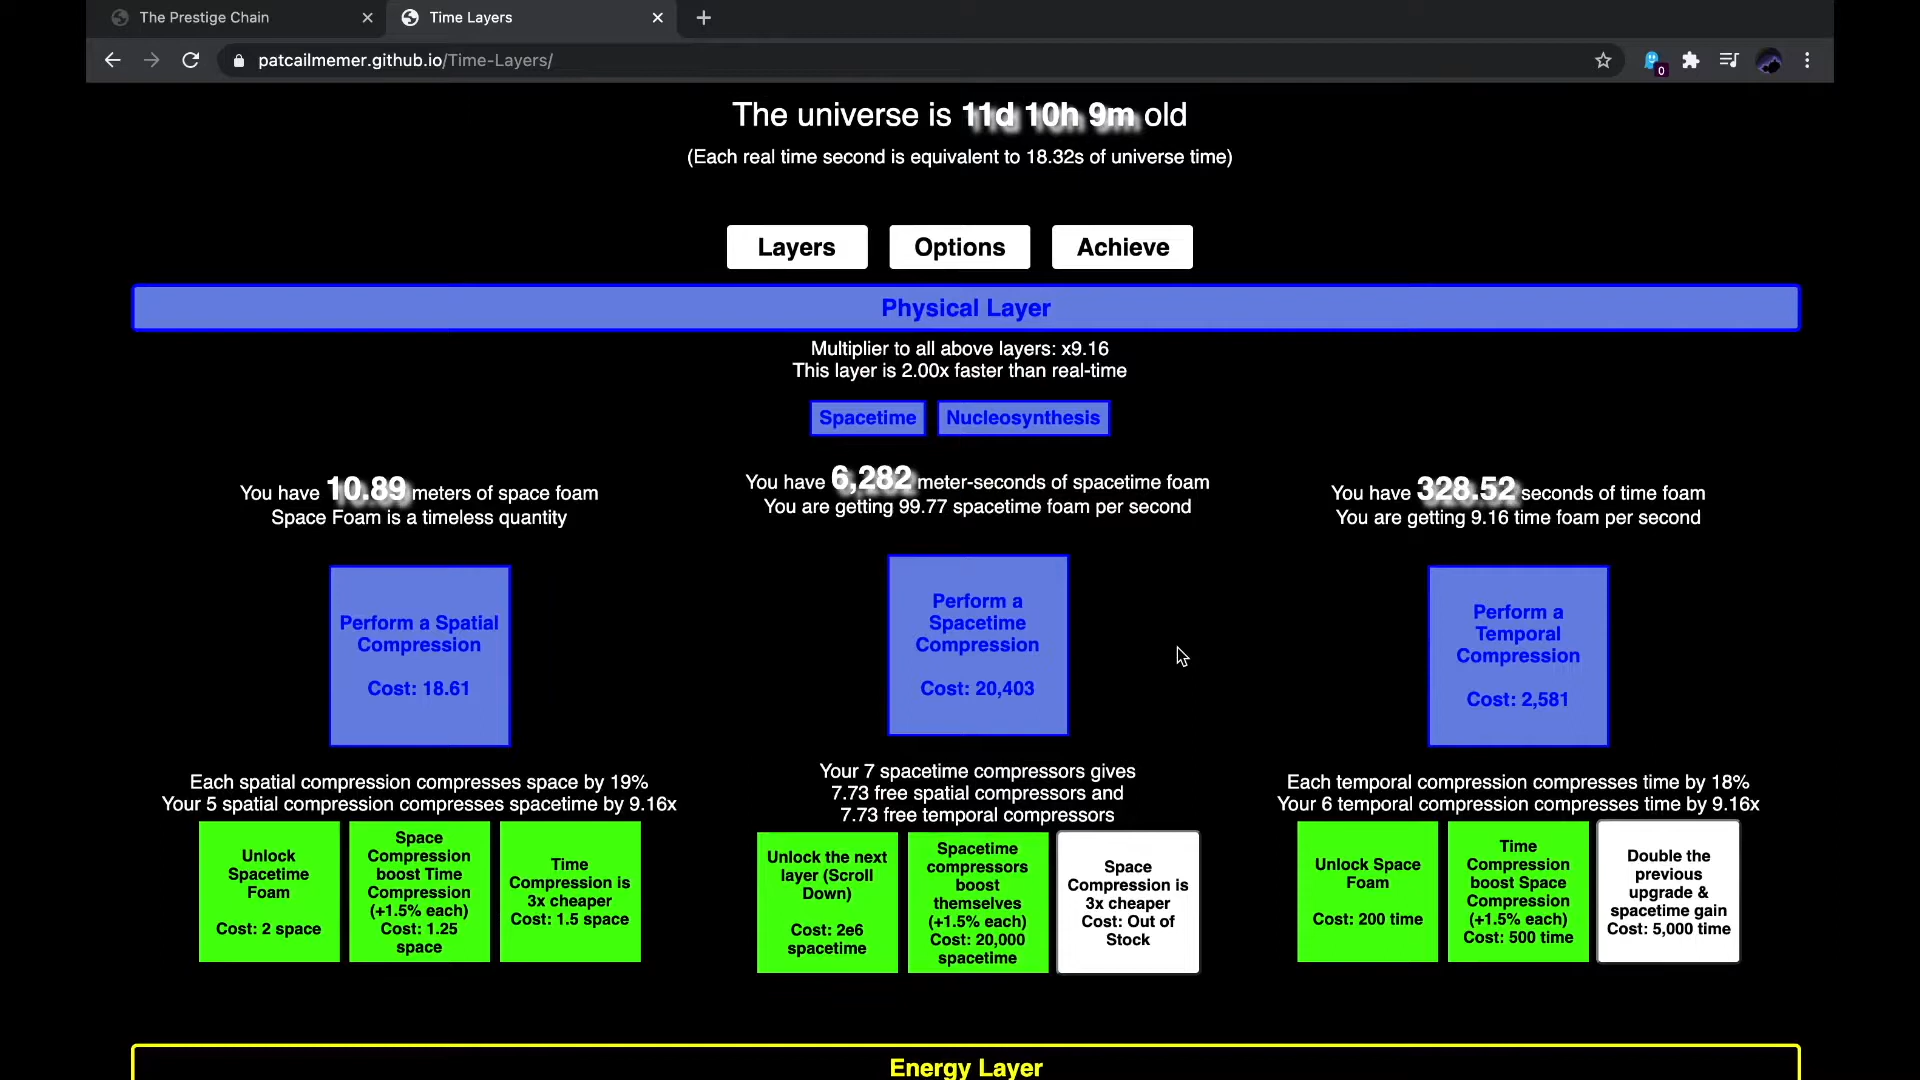 The Prestige Chain
Time Layers
patcailmemer.github.io/Time-Layers/
0
The universe is 11d 10h 9m old
(Each real time second is equivalent to 18.32s of universe time)
Layers
Options
Achieve
Physical Layer
Multiplier to all above layers: x9.16
This layer is 2.00x faster than real-time
Spacetime
Nucleosynthesis
You have 10.89 meters of space foam
Space Foam is a timeless quantity
Perform a Spatial
Compression
Cost: 18.61
Each spatial compression compresses space by 19%
Your 5 spatial compression compresses spacetime by 9.16x
Unlock
Spacetime
Foam
Cost: 2 space
Space
Compression
boost Time
Compression
(+1.5% each)
Cost: 1.25
space
Time
Compression is
3x cheaper
Cost: 1.5 space
You have 6,282 meter-seconds of spacetime foam
You are getting 99.77 spacetime foam per second
Perform a
Spacetime
Compression
Cost: 20,403
Your 7 spacetime compressors gives
7.73 free spatial compressors and
7.73 free temporal compressors
Unlock the next
layer (Scroll
Down)
Cost: 2e6
spacetime
Spacetime
compressors
boost
themselves
(+1.5% each)
Cost: 20,000
spacetime
Space
Compression is
3x cheaper
Cost: Out of
Stock
You have 328.52 seconds of time foam
You are getting 9.16 time foam per second
Perform a
Temporal
Compression
Cost: 2,581
Each temporal compression compresses time by 18%
Your 6 temporal compression compresses time by 9.16x
Unlock Space
Foam
Cost: 200 time
Time
Compression
boost Space
Compression
(+1.5% each)
Cost: 500 time
Double the
previous
upgrade &
spacetime gain
Cost: 5,000 time
Energy Layer